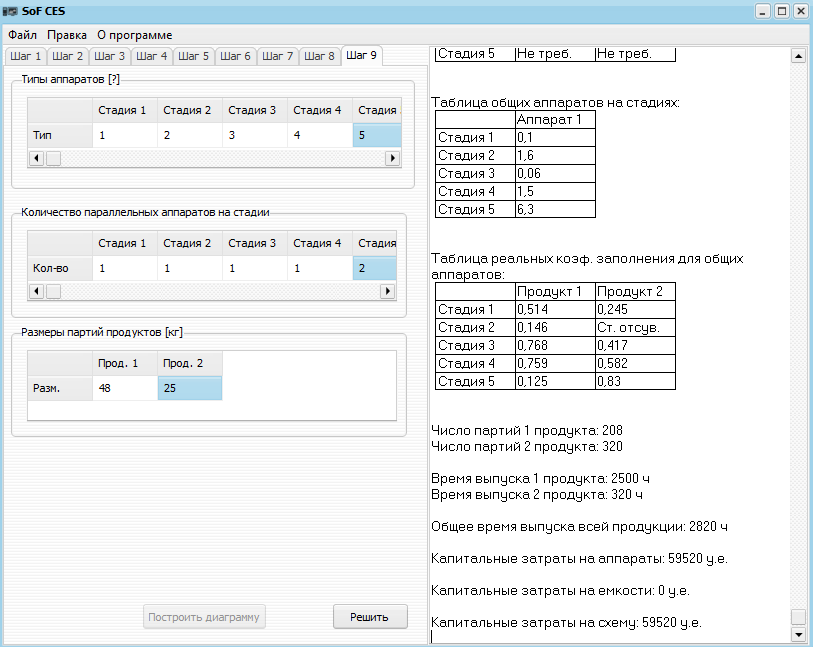 SoF CES
Файл Правка О программе
Шаг 1 Шаг 2 Шаг 3 Шаг 4 Шаг 5 Шаг 6 Шаг 7 Шаг 8 Шаг 9
Типы аппаратов [?]
Стадия 1 Стадия 2 Стадия 3 Стадия 4 Стадия
Тип 1 2 3 4 5
Количество параллельных аппаратов на стадии
Стадия 1 Стадия 2 Стадия 3 Стадия 4 Стадия
Кол-во 1 1 1 1 2
Размеры партий продуктов [кг]
Прод. 1 Прод. 2
Разм. 48 25
Построить диаграмму Решить
Стадия 5 Не треб. Не треб.
Таблица общих аппаратов на стадиях:
Аппарат 1
Стадия 1 0,1
Стадия 2 1,6
Стадия 3 0,06
Стадия 4 1,5
Стадия 5 6,3
Таблица реальных коэф. заполнения для общих
аппаратов:
Продукт 1 Продукт 2
Стадия 1 0,514 0,245
Стадия 2 0,146 Ст. отсув.
Стадия 3 0,768 0,417
Стадия 4 0,759 0,582
Стадия 5 0,125 0,83
Число партий 1 продукта: 208
Число партий 2 продукта: 320
Время выпуска 1 продукта: 2500 ч
Время выпуска 2 продукта: 320 ч
Общее время выпуска всей продукции: 2820 ч
Капитальные затраты на аппараты: 59520 у.е.
Капитальные затраты на емкости: 0 у.е.
Капитальные затраты на схему: 59520 у.е.